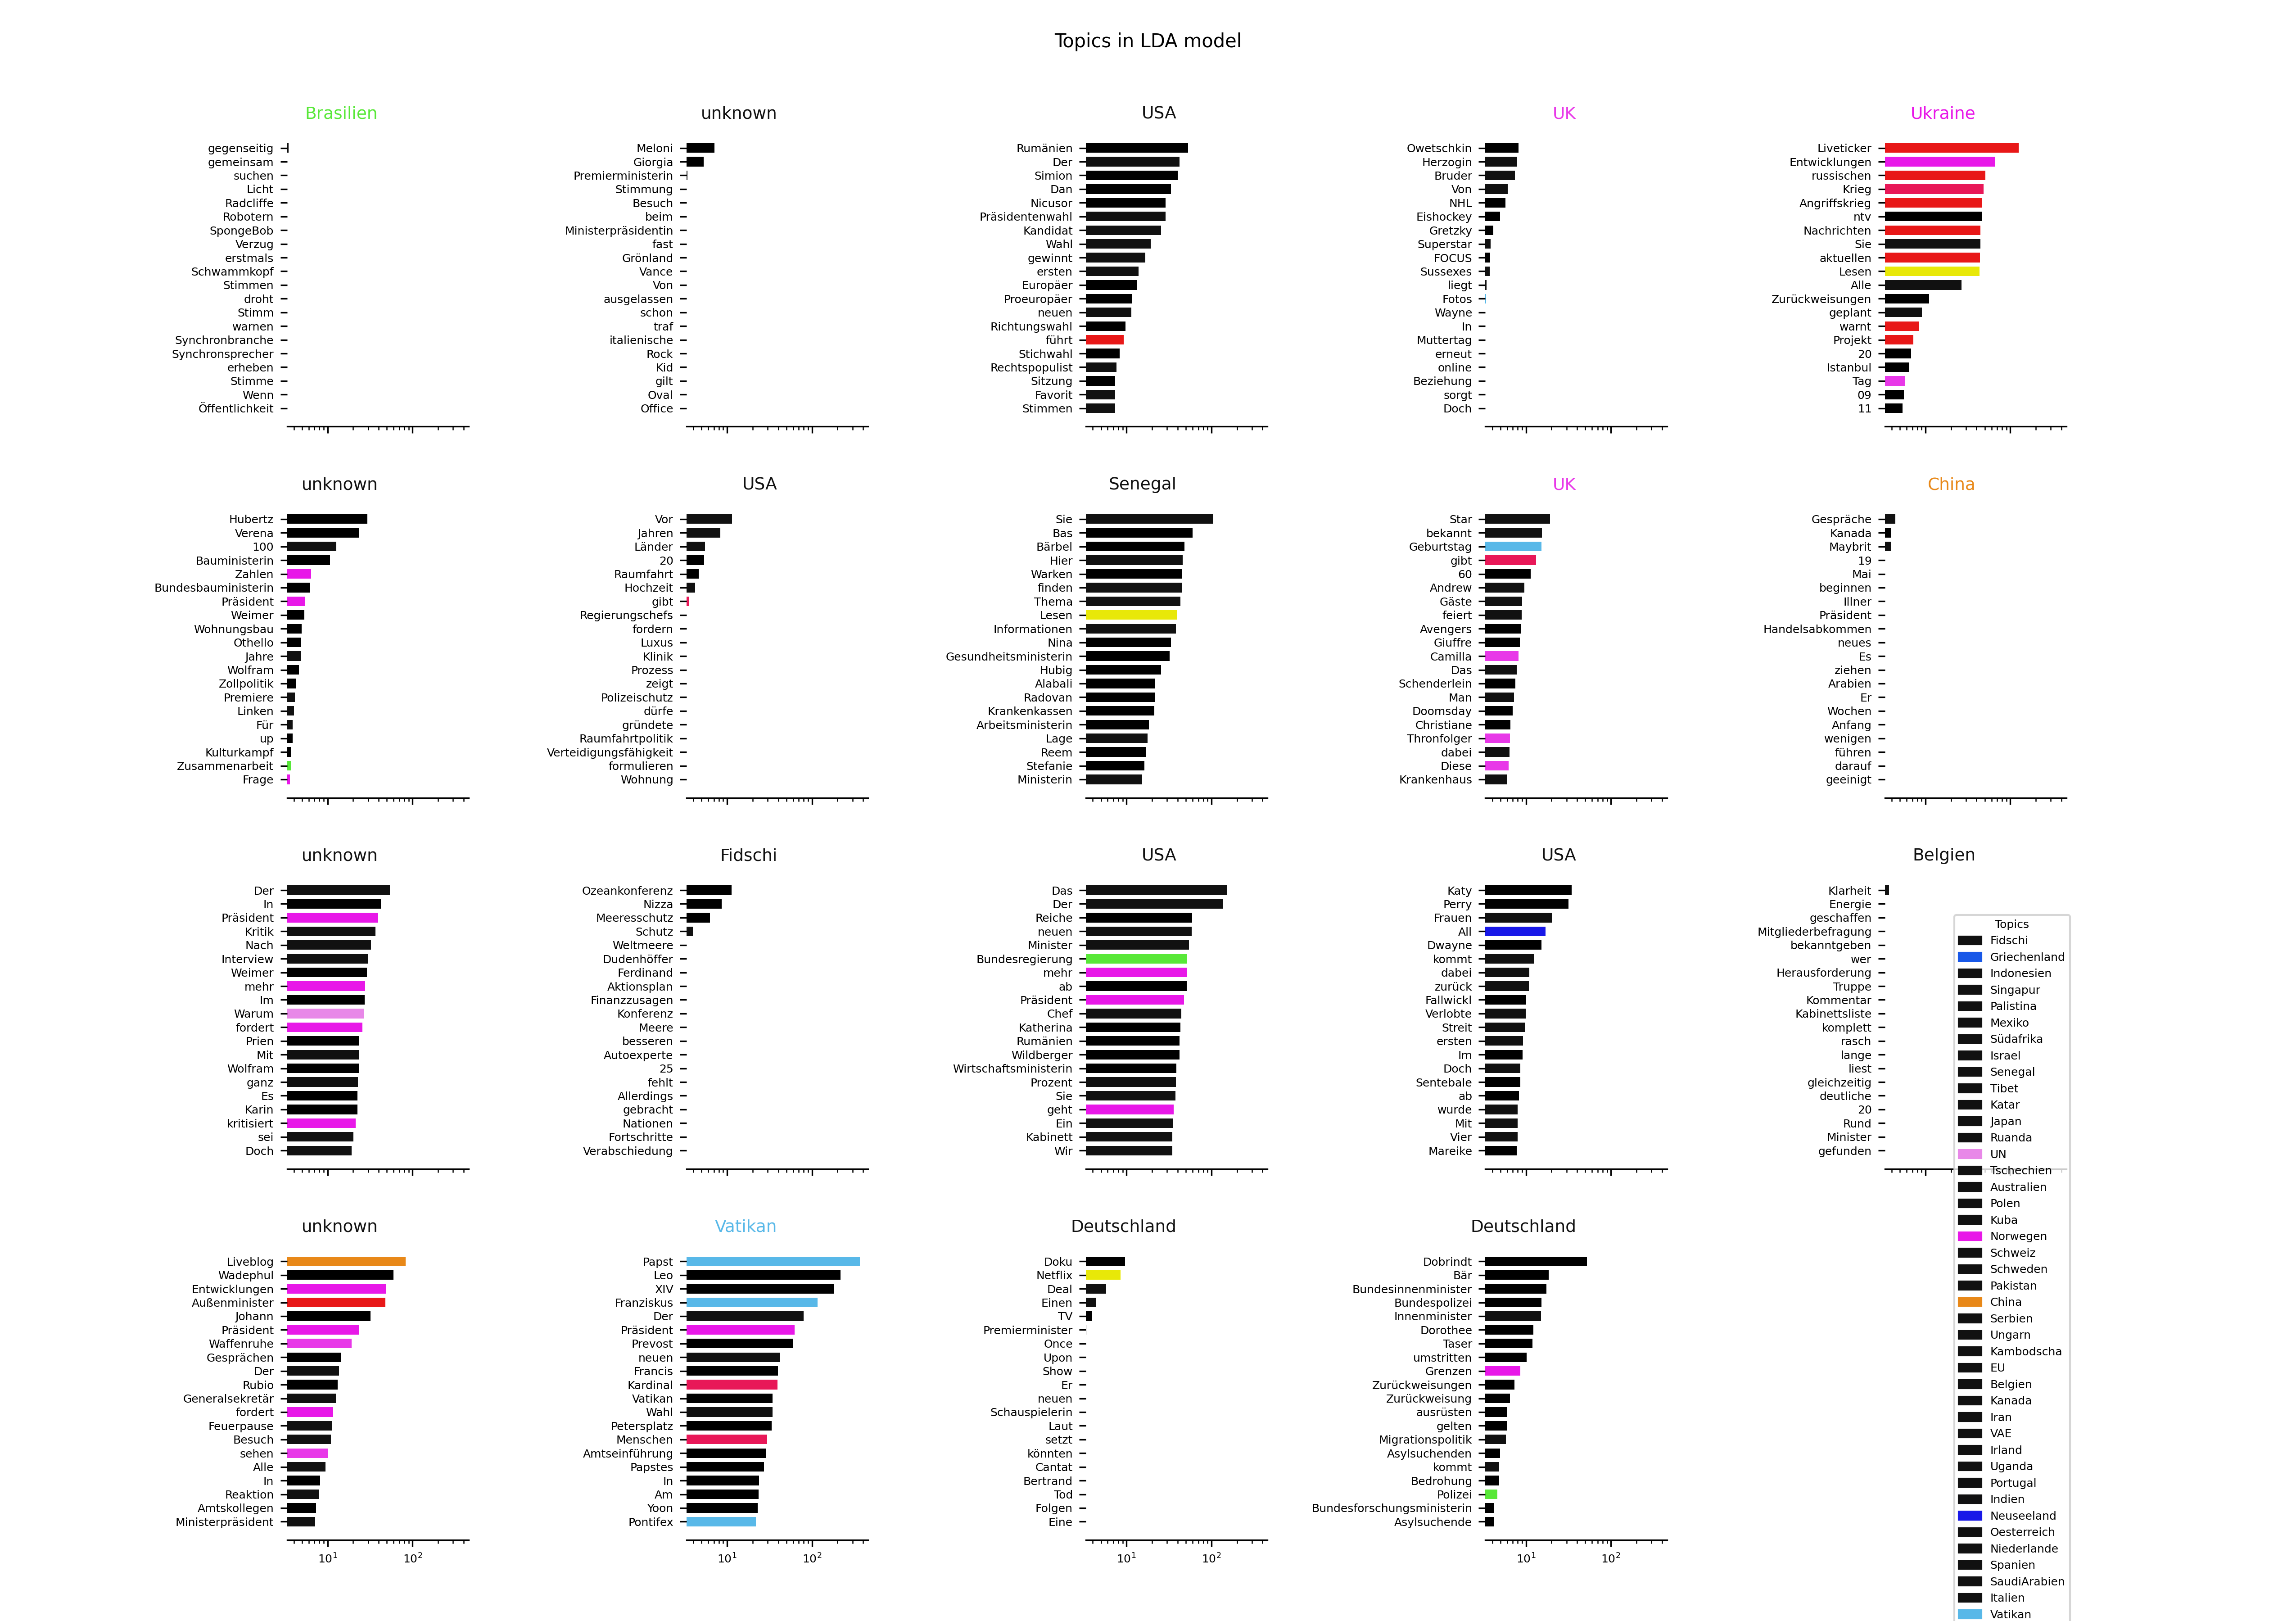 Topics in LDA model
Brasilien
gegenseitig
gemeinsam
suchen
Licht
Radcliffe
Robotern
SpongeBob
Verzug
erstmals
Schwammkopf
Stimmen
droht
Stimm
warnen
Synchronbranche
Synchronsprecher
erheben
Stimme
Wenn
Öffentlichkeit
unknown
Meloni
Giorgia
Premierministerin
Stimmung
Besuch
beim
Ministerpräsidentin
fast
Grönland
Vance
Von
ausgelassen
schon
traf
italienische
Rock
Kid
gilt
Oval
Office
USA
Rumänien
Der
Simion
Dan
Nicusor
Präsidentenwahl
Kandidat
Wahl
gewinnt
ersten
Europäer
Proeuropäer
neuen
Richtungswahl
führt
Stichwahl
Rechtspopulist
Sitzung
Favorit
Stimmen
UK
Owetschkin
Herzogin
Bruder
Von
NHL
Eishockey
Gretzky
Superstar
FOCUS
Sussexes
liegt
Fotos
Wayne
In
Muttertag
erneut
online
Beziehung
sorgt
Doch
Ukraine
Liveticker
Entwicklungen
russischen
Krieg
Angriffskrieg
ntv
Nachrichten
Sie
aktuellen
Lesen
Alle
Zurückweisungen
geplant
warnt
Projekt
20
Istanbul
Tag
09
11
unknown
Hubertz
Verena
100
Bauministerin
Zahlen
Bundesbauministerin
Präsident
Weimer
Wohnungsbau
Othello
Jahre
Wolfram
Zollpolitik
Premiere
Linken
Für
up
Kulturkampf
Zusammenarbeit
Frage
USA
Vor
Jahren
Länder
20
Raumfahrt
Hochzeit
gibt
Regierungschefs
fordern
Luxus
Klinik
Prozess
zeigt
Polizeischutz
dürfe
gründete
Raumfahrtpolitik
Verteidigungsfähigkeit
formulieren
Wohnung
Senegal
Sie
Bas
Bärbel
Hier
Warken
finden
Thema
Lesen
Informationen
Nina
Gesundheitsministerin
Hubig
Alabali
Radovan
Krankenkassen
Arbeitsministerin
Lage
Reem
Stefanie
Ministerin
UK
Star
bekannt
Geburtstag
gibt
60
Andrew
Gäste
feiert
Avengers
Giuffre
Camilla
Das
Schenderlein
Man
Doomsday
Christiane
Thronfolger
dabei
Diese
Krankenhaus
China
Gespräche
Kanada
Maybrit
19
Mai
beginnen
Illner
Präsident
Handelsabkommen
neues
Es
ziehen
Arabien
Er
Wochen
Anfang
wenigen
führen
darauf
geeinigt
unknown
Der
In
Präsident
Kritik
Nach
Interview
Weimer
mehr
Im
Warum
fordert
Prien
Mit
Wolfram
ganz
Es
Karin
kritisiert
sei
Doch
Fidschi
Ozeankonferenz
Nizza
Meeresschutz
Schutz
Weltmeere
Dudenhöffer
Ferdinand
Aktionsplan
Finanzzusagen
Konferenz
Meere
besseren
Autoexperte
25
fehlt
Allerdings
gebracht
Nationen
Fortschritte
Verabschiedung
USA
Das
Der
Reiche
neuen
Minister
Bundesregierung
mehr
ab
Präsident
Chef
Katherina
Rumänien
Wildberger
Wirtschaftsministerin
Prozent
Sie
geht
Ein
Kabinett
Wir
USA
Katy
Perry
Frauen
All
Dwayne
kommt
dabei
zurück
Fallwickl
Verlobte
Streit
ersten
Im
Doch
Sentebale
ab
wurde
Mit
Vier
Mareike
Belgien
Klarheit
Energie
geschaffen
Mitgliederbefragung
bekanntgeben
wer
Herausforderung
Truppe
Kommentar
Kabinettsliste
komplett
rasch
lange
liest
gleichzeitig
deutliche
20
Rund
Minister
gefunden
unknown
Liveblog
Wadephul
Entwicklungen
Außenminister
Johann
Präsident
Waffenruhe
Gesprächen
Der
Rubio
Generalsekretär
fordert
Feuerpause
Besuch
sehen
Alle
In
Reaktion
Amtskollegen
Ministerpräsident
10¹ 10²
Vatikan
Papst
Leo
XIV
Franziskus
Der
Präsident
Prevost
neuen
Francis
Kardinal
Vatikan
Wahl
Petersplatz
Menschen
Amtseinführung
Papstes
In
Am
Yoon
Pontifex
10¹ 10²
Deutschland
Doku
Netflix
Deal
Einen
TV
Premierminister
Once
Upon
Show
Er
neuen
Schauspielerin
Laut
setzt
könnten
Cantat
Bertrand
Tod
Folgen
Eine
10¹ 10²
Deutschland
Dobrindt
Bär
Bundesinnenminister
Bundespolizei
Innenminister
Dorothee
Taser
umstritten
Grenzen
Zurückweisungen
Zurückweisung
ausrüsten
gelten
Migrationspolitik
Asylsuchenden
kommt
Bedrohung
Polizei
Bundesforschungsministerin
Asylsuchende
10¹ 10²
Topics
Fidschi
Griechenland
Indonesien
Singapur
Palistina
Mexiko
Südafrika
Israel
Senegal
Tibet
Katar
Japan
Ruanda
UN
Tschechien
Australien
Polen
Kuba
Norwegen
Schweiz
Schweden
Pakistan
China
Serbien
Ungarn
Kambodscha
EU
Belgien
Kanada
Iran
VAE
Irland
Uganda
Portugal
Indien
Neuseeland
Oesterreich
Niederlande
Spanien
SaudiArabien
Italien
Vatikan